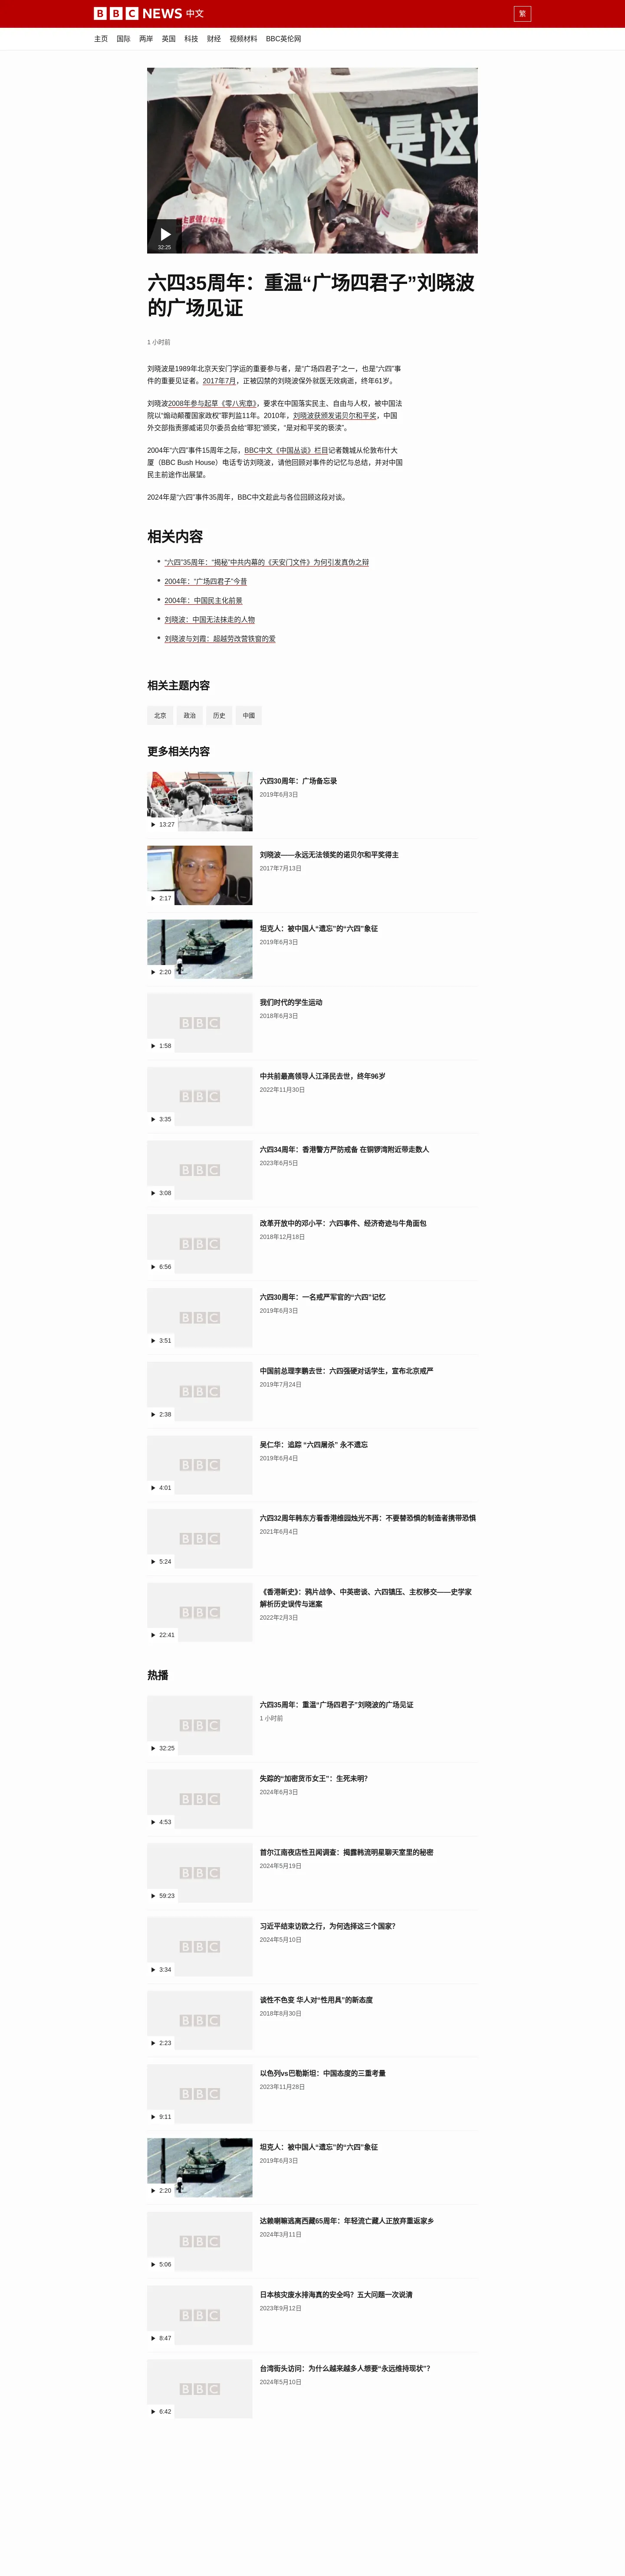 BBC NEWS 中文
繁
主页 国际 两岸 英国 科技 财经 视频材料 BBC英伦网
是这
32:25
六四35周年：重温“广场四君子”刘晓波
的广场见证
1 小时前
刘晓波是1989年北京天安门学运的重要参与者，是“广场四君子”之一，也是“六四”事
件的重要见证者。2017年7月，正被囚禁的刘晓波保外就医无效病逝，终年61岁。
刘晓波2008年参与起草《零八宪章》，要求在中国落实民主、自由与人权，被中国法
院以“煽动颠覆国家政权”罪判监11年。2010年，刘晓波获颁发诺贝尔和平奖，中国
外交部指责挪威诺贝尔委员会给“罪犯”颁奖，“是对和平奖的亵渎”。
2004年“六四”事件15周年之际，BBC中文《中国丛谈》栏目记者魏城从伦敦布什大
厦（BBC Bush House）电话专访刘晓波，请他回顾对事件的记忆与总结，并对中国
民主前途作出展望。
2024年是“六四”事件35周年，BBC中文趁此与各位回顾这段对谈。
相关内容
“六四”35周年：“揭秘”中共内幕的《天安门文件》为何引发真伪之辩
2004年：“广场四君子”今昔
2004年：中国民主化前景
刘晓波：中国无法抹走的人物
刘晓波与刘霞：超越劳改营铁窗的爱
相关主题内容
北京 政治 历史 中國
更多相关内容
六四30周年：广场备忘录
2019年6月3日
13:27
刘晓波——永远无法领奖的诺贝尔和平奖得主
2017年7月13日
2:17
坦克人：被中国人“遗忘”的“六四”象征
2019年6月3日
2:20
我们时代的学生运动
2016年6月3日
BBC
1:58
中共前最高领导人江泽民去世，终年96岁
2022年11月30日
BBC
3:35
六四34周年：香港警方严防戒备 在铜锣湾附近带走数人
2023年6月5日
BBC
3:08
改革开放中的邓小平：六四事件、经济奇迹与牛角面包
2018年12月18日
BBC
6:56
六四30周年：一名戒严军官的“六四”记忆
2019年6月3日
BBC
3:51
中国前总理李鹏去世：六四强硬对话学生，宣布北京戒严
2019年7月24日
BBC
2:38
吴仁华：追踪 “六四屠杀” 永不遗忘
2019年6月4日
BBC
4:01
六四32周年韩东方看香港维园烛光不再：不要替恐惧的制造者携带恐惧
2021年6月4日
BBC
5:24
《香港新史》：鸦片战争、中英密谈、六四镇压、主权移交——史学家
解析历史误传与迷案
2022年2月3日
BBC
22:41
热播
六四35周年：重温“广场四君子”刘晓波的广场见证
1 小时前
BBC
32:25
失踪的“加密货币女王”：生死未明？
2024年6月3日
BBC
4:53
首尔江南夜店性丑闻调查：揭露韩流明星聊天室里的秘密
2024年5月19日
BBC
59:23
习近平结束访欧之行，为何选择这三个国家？
2024年5月10日
BBC
3:34
谈性不色变 华人对“性用具”的新态度
2018年8月30日
BBC
2:23
以色列vs巴勒斯坦：中国态度的三重考量
2023年11月28日
BBC
9:11
坦克人：被中国人“遗忘”的“六四”象征
2019年6月3日
2:20
达赖喇嘛逃离西藏65周年：年轻流亡藏人正放弃重返家乡
2024年3月11日
BBC
5:06
日本核灾废水排海真的安全吗？五大问题一次说清
2023年9月12日
BBC
8:47
台湾街头访问：为什么越来越多人想要“永远维持现状”？
2024年5月10日
BBC
6:42